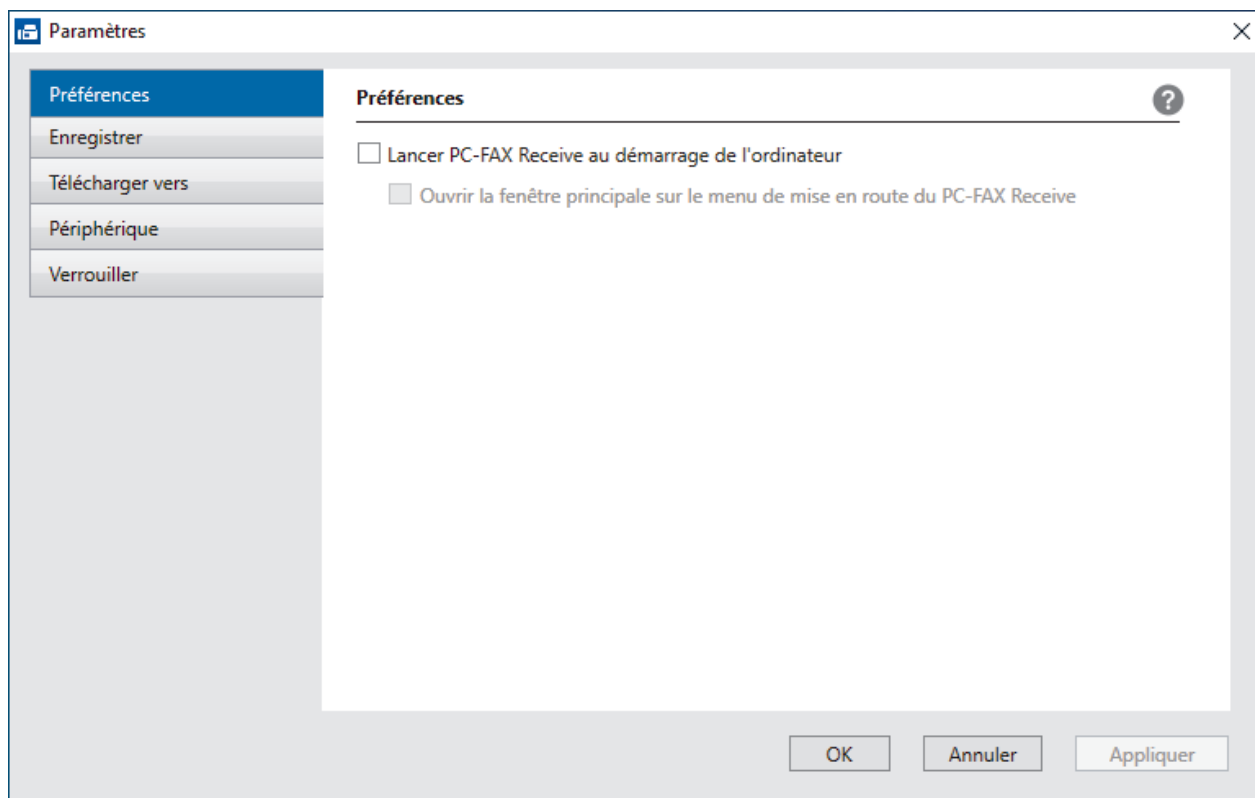 Paramètres
Préférences
Enregistrer
Télécharger vers
Périphérique
Verrouiller
Préférences
?
Lancer PC-FAX Receive au démarrage de l'ordinateur
Ouvrir la fenêtre principale sur le menu de mise en route du PC-FAX Receive
OK
Annuler
Appliquer